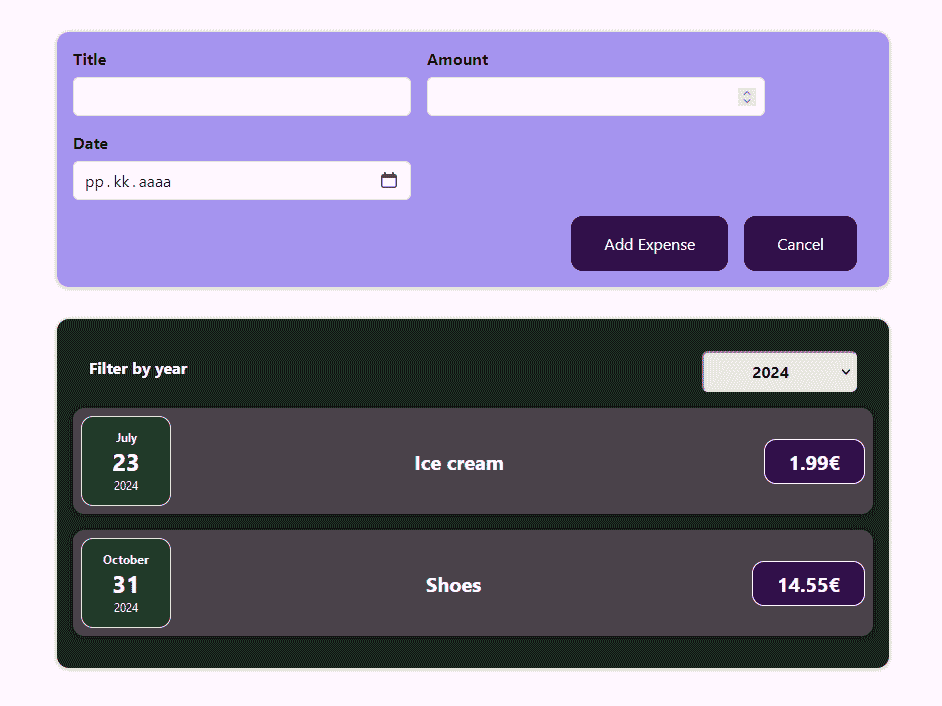 Title
Amount
Date
pp.kk.aaaa
Add Expense
Cancel
Filter by year
2024
July
23
2024
Ice cream
1.99€
October
31
2024
Shoes
14.55€